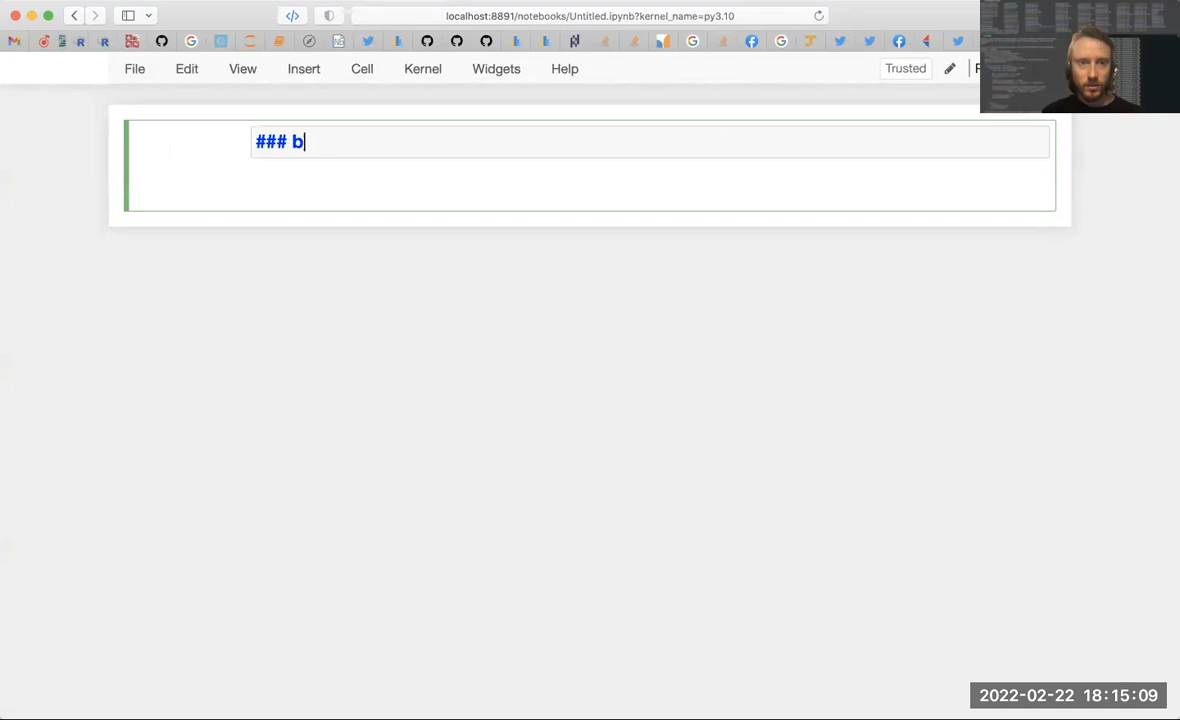 localhost:8891/notebooks/Untitled.ipynb?kernel_name=py3.10
File Edit View Insert Cell Kernel Widgets Help Trusted
### b
2022-02-22 18:15:09